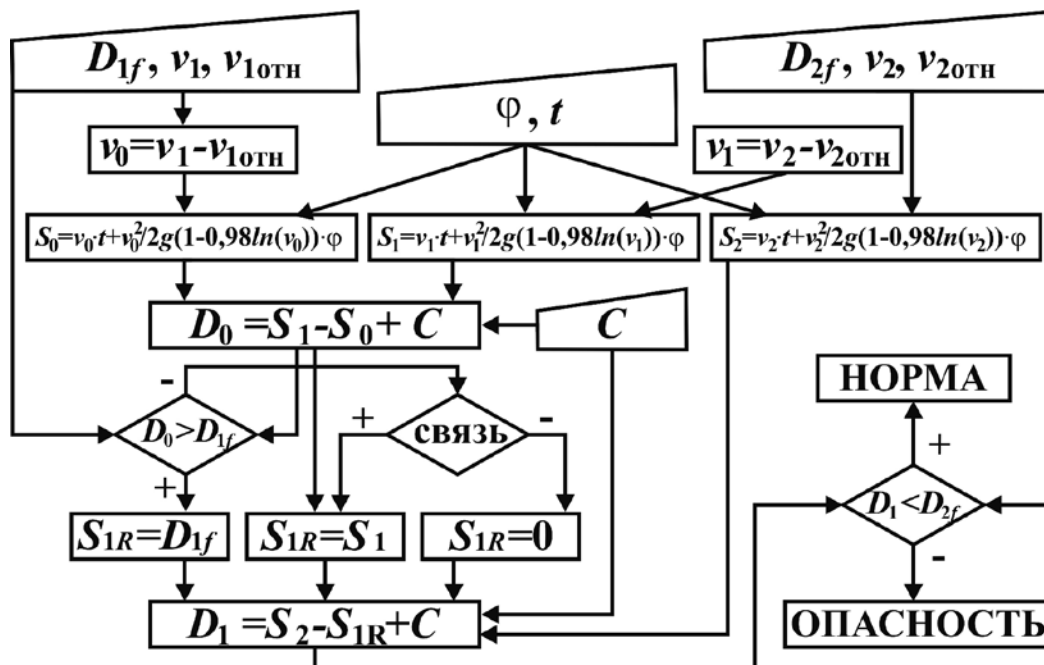 D₁f, v₁, v₁отн
D₂f, v₂, v₂отн
φ, t
v₀=v₁-v₁отн
v₁=v₂-v₂отн
S₀=v₀·t+v₀²/2g(1-0,98ln(v₀))·φ
S₁=v₁·t+v₁²/2g(1-0,98ln(v₁))·φ
S₂=v₂·t+v₂²/2g(1-0,98ln(v₂))·φ
D₀ =S₁-S₀+ C
C
НОРМА
-
+
-
D₀>D₁f
связь
+
D₁<D₂f
+
-
S₁R=D₁f
S₁R=S₁
S₁R=0
D₁ =S₂-S₁R+C
ОПАСНОСТЬ